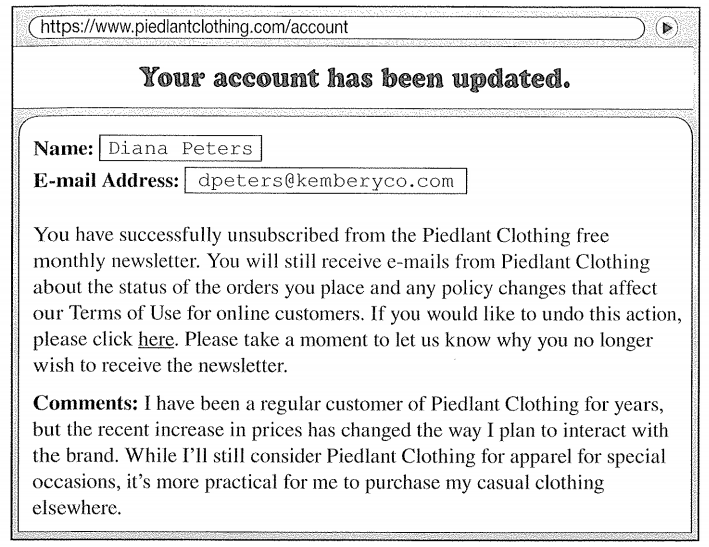 https://www.piedlantclothing.com/account
Your account has been updated.
Name: Diana Peters
E-mail Address: dpeters@kemberyco.com
You have successfully unsubscribed from the Piedlant Clothing free
monthly newsletter. You will still receive e-mails from Piedlant Clothing
about the status of the orders you place and any policy changes that affect
our Terms of Use for online customers. If you would like to undo this action,
please click here. Please take a moment to let us know why you no longer
wish to receive the newsletter.
Comments: I have been a regular customer of Piedlant Clothing for years,
but the recent increase in prices has changed the way I plan to interact with
the brand. While I’ll still consider Piedlant Clothing for apparel for special
occasions, it’s more practical for me to purchase my casual clothing
elsewhere.